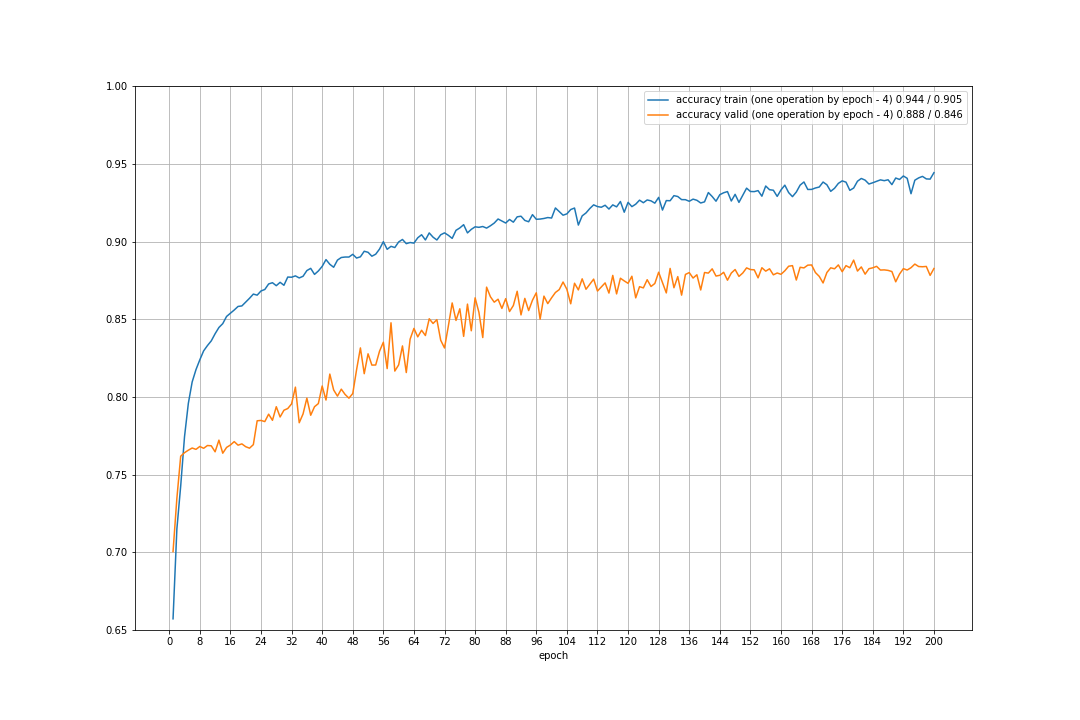 accuracy train (one operation by epoch - 4) 0.944 / 0.905
accuracy valid (one operation by epoch - 4) 0.888 / 0.846
1.00
0.95
0.90
0.85
0.80
0.75
0.70
0.65
0 8 16 24 32 40 48 56 64 72 80 88 96 104 112 120 128 136 144 152 160 168 176 184 192 200
epoch